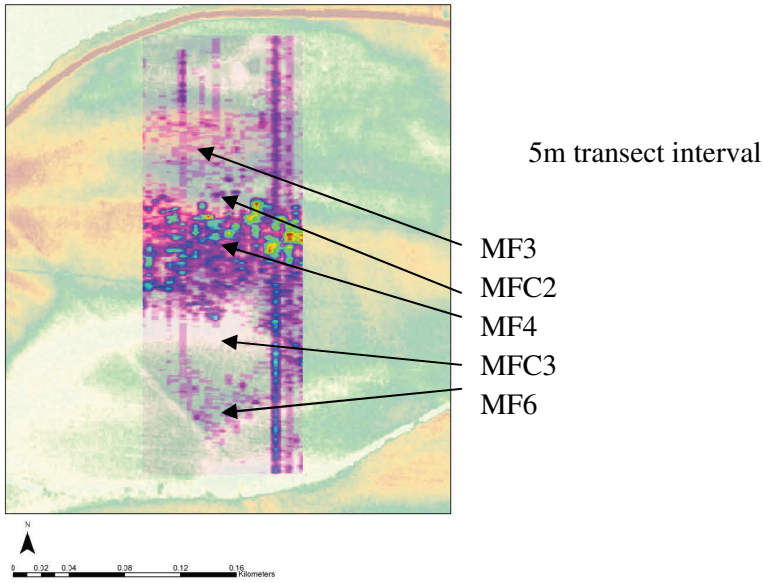 5m transect interval
MF3
MFC2
MF4
MFC3
MF6
N
0 0.02 0.04 0.08 0.12 0.16
Kilometers